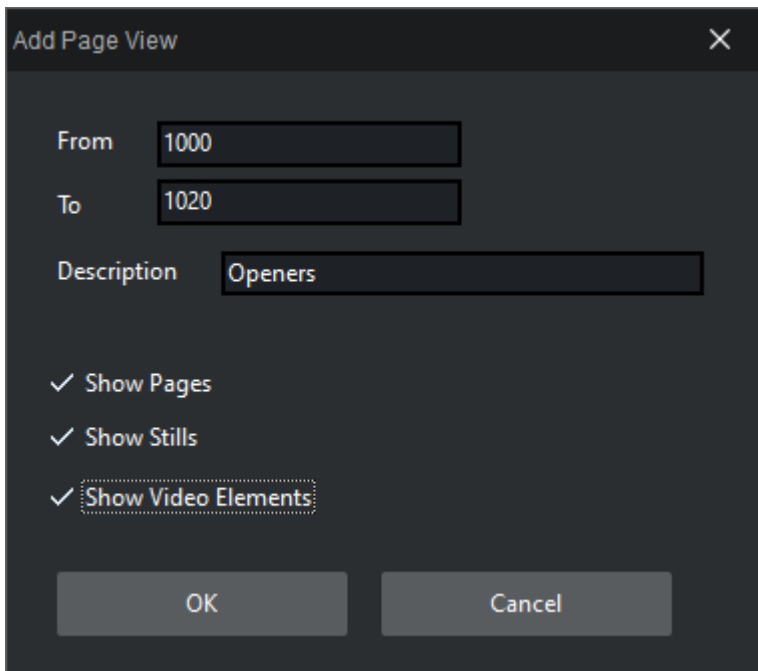 Add Page View
From 1000
To 1020
Description Openers
Show Pages
Show Stills
Show Video Elements
OK Cancel